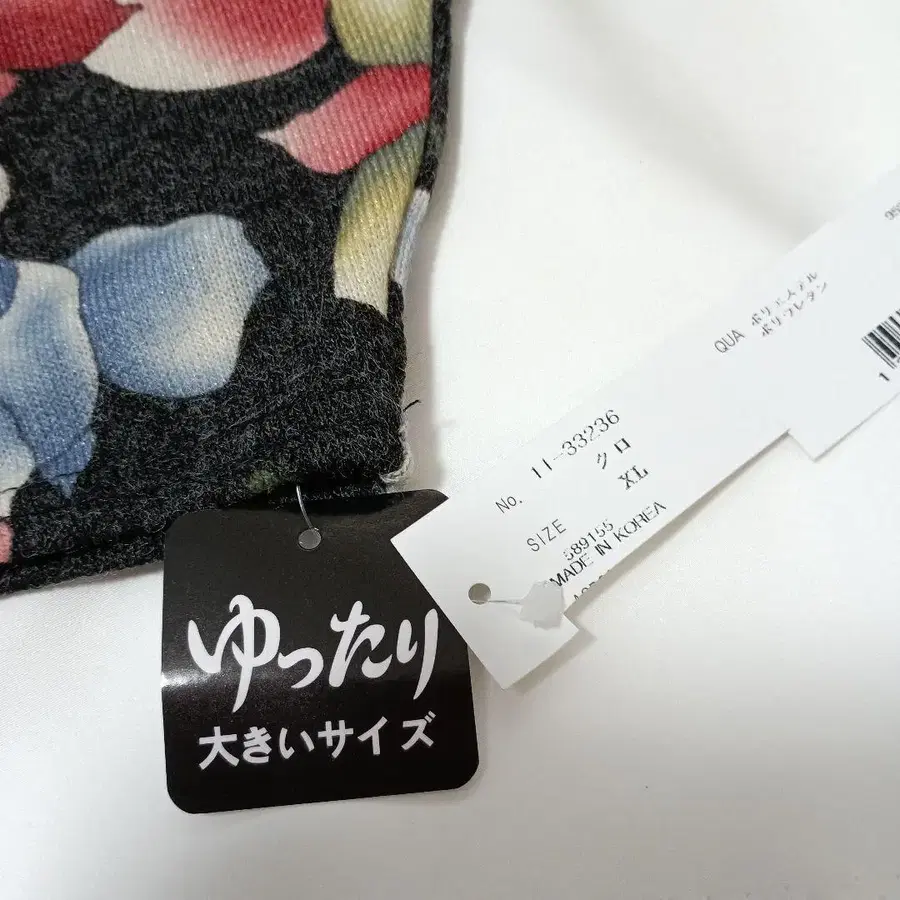 ゆったり
大きいサイズ
No. 11-33236
クロ
SIZE XL
589155
MADE IN KOREA
QUA ポリエステル
ポリウレタン